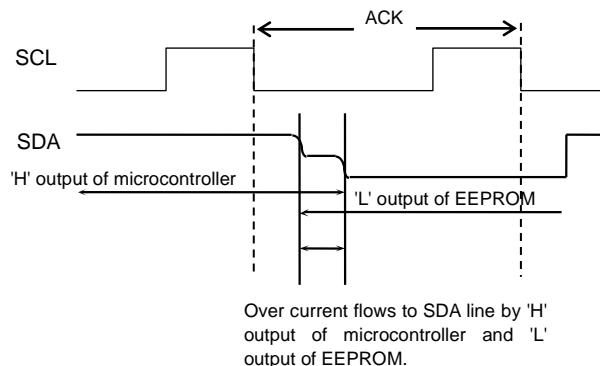 ACK
SCL
SDA
'H' output of microcontroller
'L' output of EEPROM
Over current flows to SDA line by 'H'
output of microcontroller and 'L'
output of EEPROM.